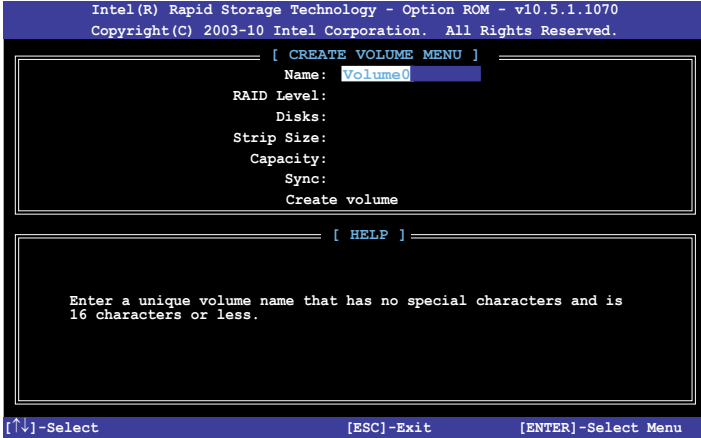 Intel(R) Rapid Storage Technology - Option ROM - v10.5.1.1070
Copyright(C) 2003-10 Intel Corporation.  All Rights Reserved.
[ CREATE VOLUME MENU ]
Name: Volume0
RAID Level:
Disks:
Strip Size:
Capacity:
Sync:
Create volume
[ HELP ]
Enter a unique volume name that has no special characters and is
16 characters or less.
[↑↓]-Select [ESC]-Exit [ENTER]-Select Menu